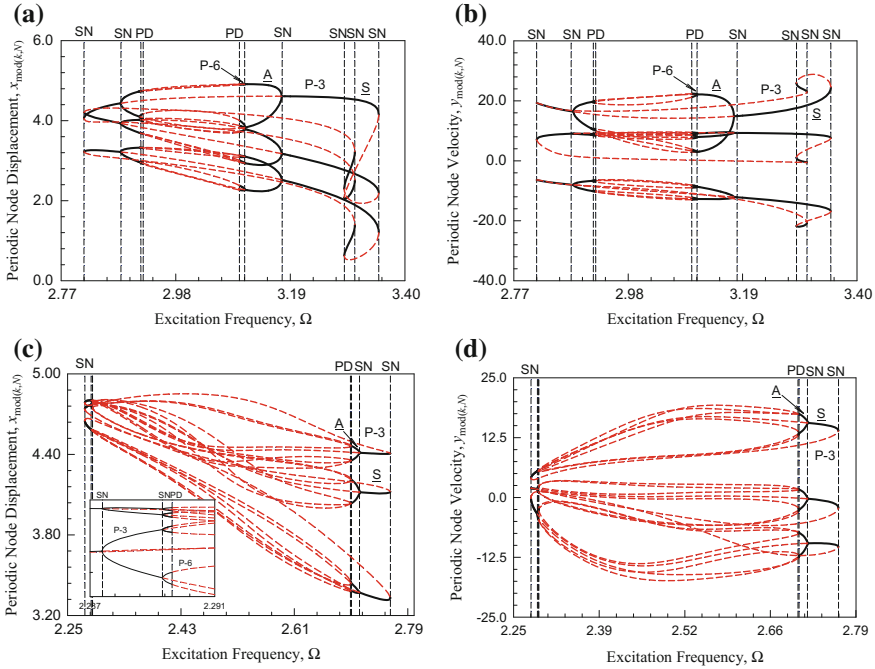 (a)
SN SN PD PD SN SN SN SN
6.0
4.0
2.0
0.0
P-6
A
P-3
S
2.77 2.98 3.19 3.40
Periodic Node Displacement, x_mod(k,N)
Excitation Frequency, Ω
(b)
SN SN PD PD SN SN SN SN
40.0
20.0
0.0
-20.0
-40.0
P-6
A
P-3
S
2.77 2.98 3.19 3.40
Periodic Node Velocity, y_mod(k,N)
Excitation Frequency, Ω
(c)
SN PD SN SN
5.00
4.40
3.80
3.20
A
P-3
S
SN SN PD
P-3
P-6
2.291
2.25 2.43 2.61 2.79
Periodic Node Displacement, x_mod(k,N)
Excitation Frequency, Ω
(d)
SN PD SN SN
25.0
12.5
0.0
-12.5
-25.0
A
S
P-3
2.25 2.39 2.52 2.66 2.79
Periodic Node Velocity, y_mod(k,N)
Excitation Frequency, Ω